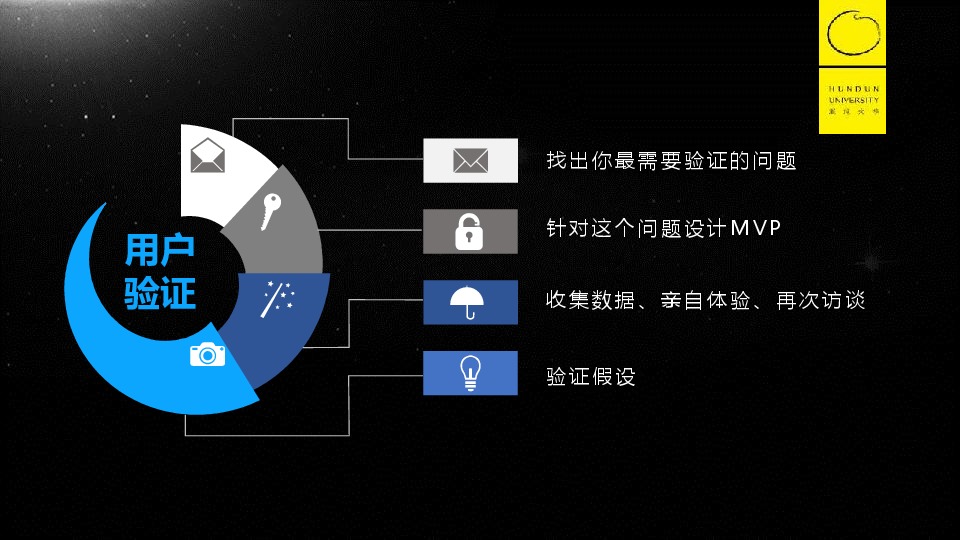 HUNDUN
UNIVERSITY
混沌大学
用户
验证
找出你最需要验证的问题
针对这个问题设计MVP
收集数据、亲自体验、再次访谈
验证假设